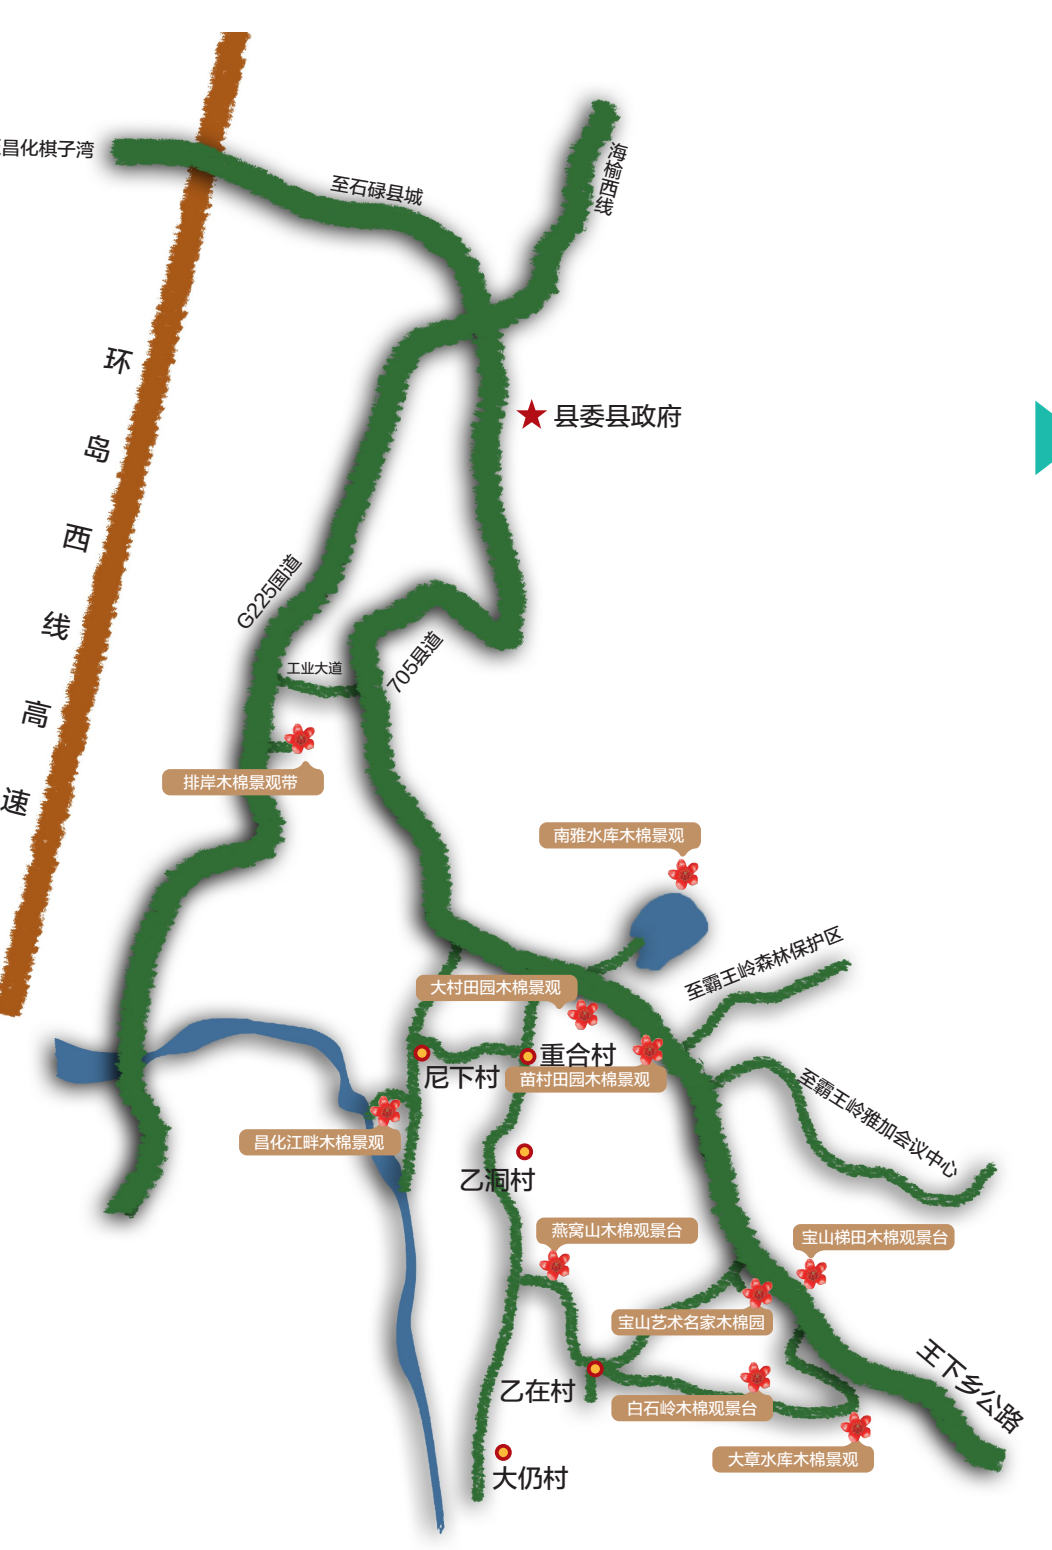 昌化棋子湾
至石碌县城
海榆西线
环岛西线高速
县委县政府
G225国道
705县道
工业大道
排岸木棉景观带
南雅水库木棉景观
至霸王岭森林保护区
大村田园木棉景观
重合村
尼下村
苗村田园木棉景观
至霸王岭雅加会议中心
昌化江畔木棉景观
乙洞村
燕窝山木棉观景台
宝山梯田木棉观景台
宝山艺术名家木棉园
王下乡公路
乙在村
白石岭木棉观景台
大章水库木棉景观
大仍村